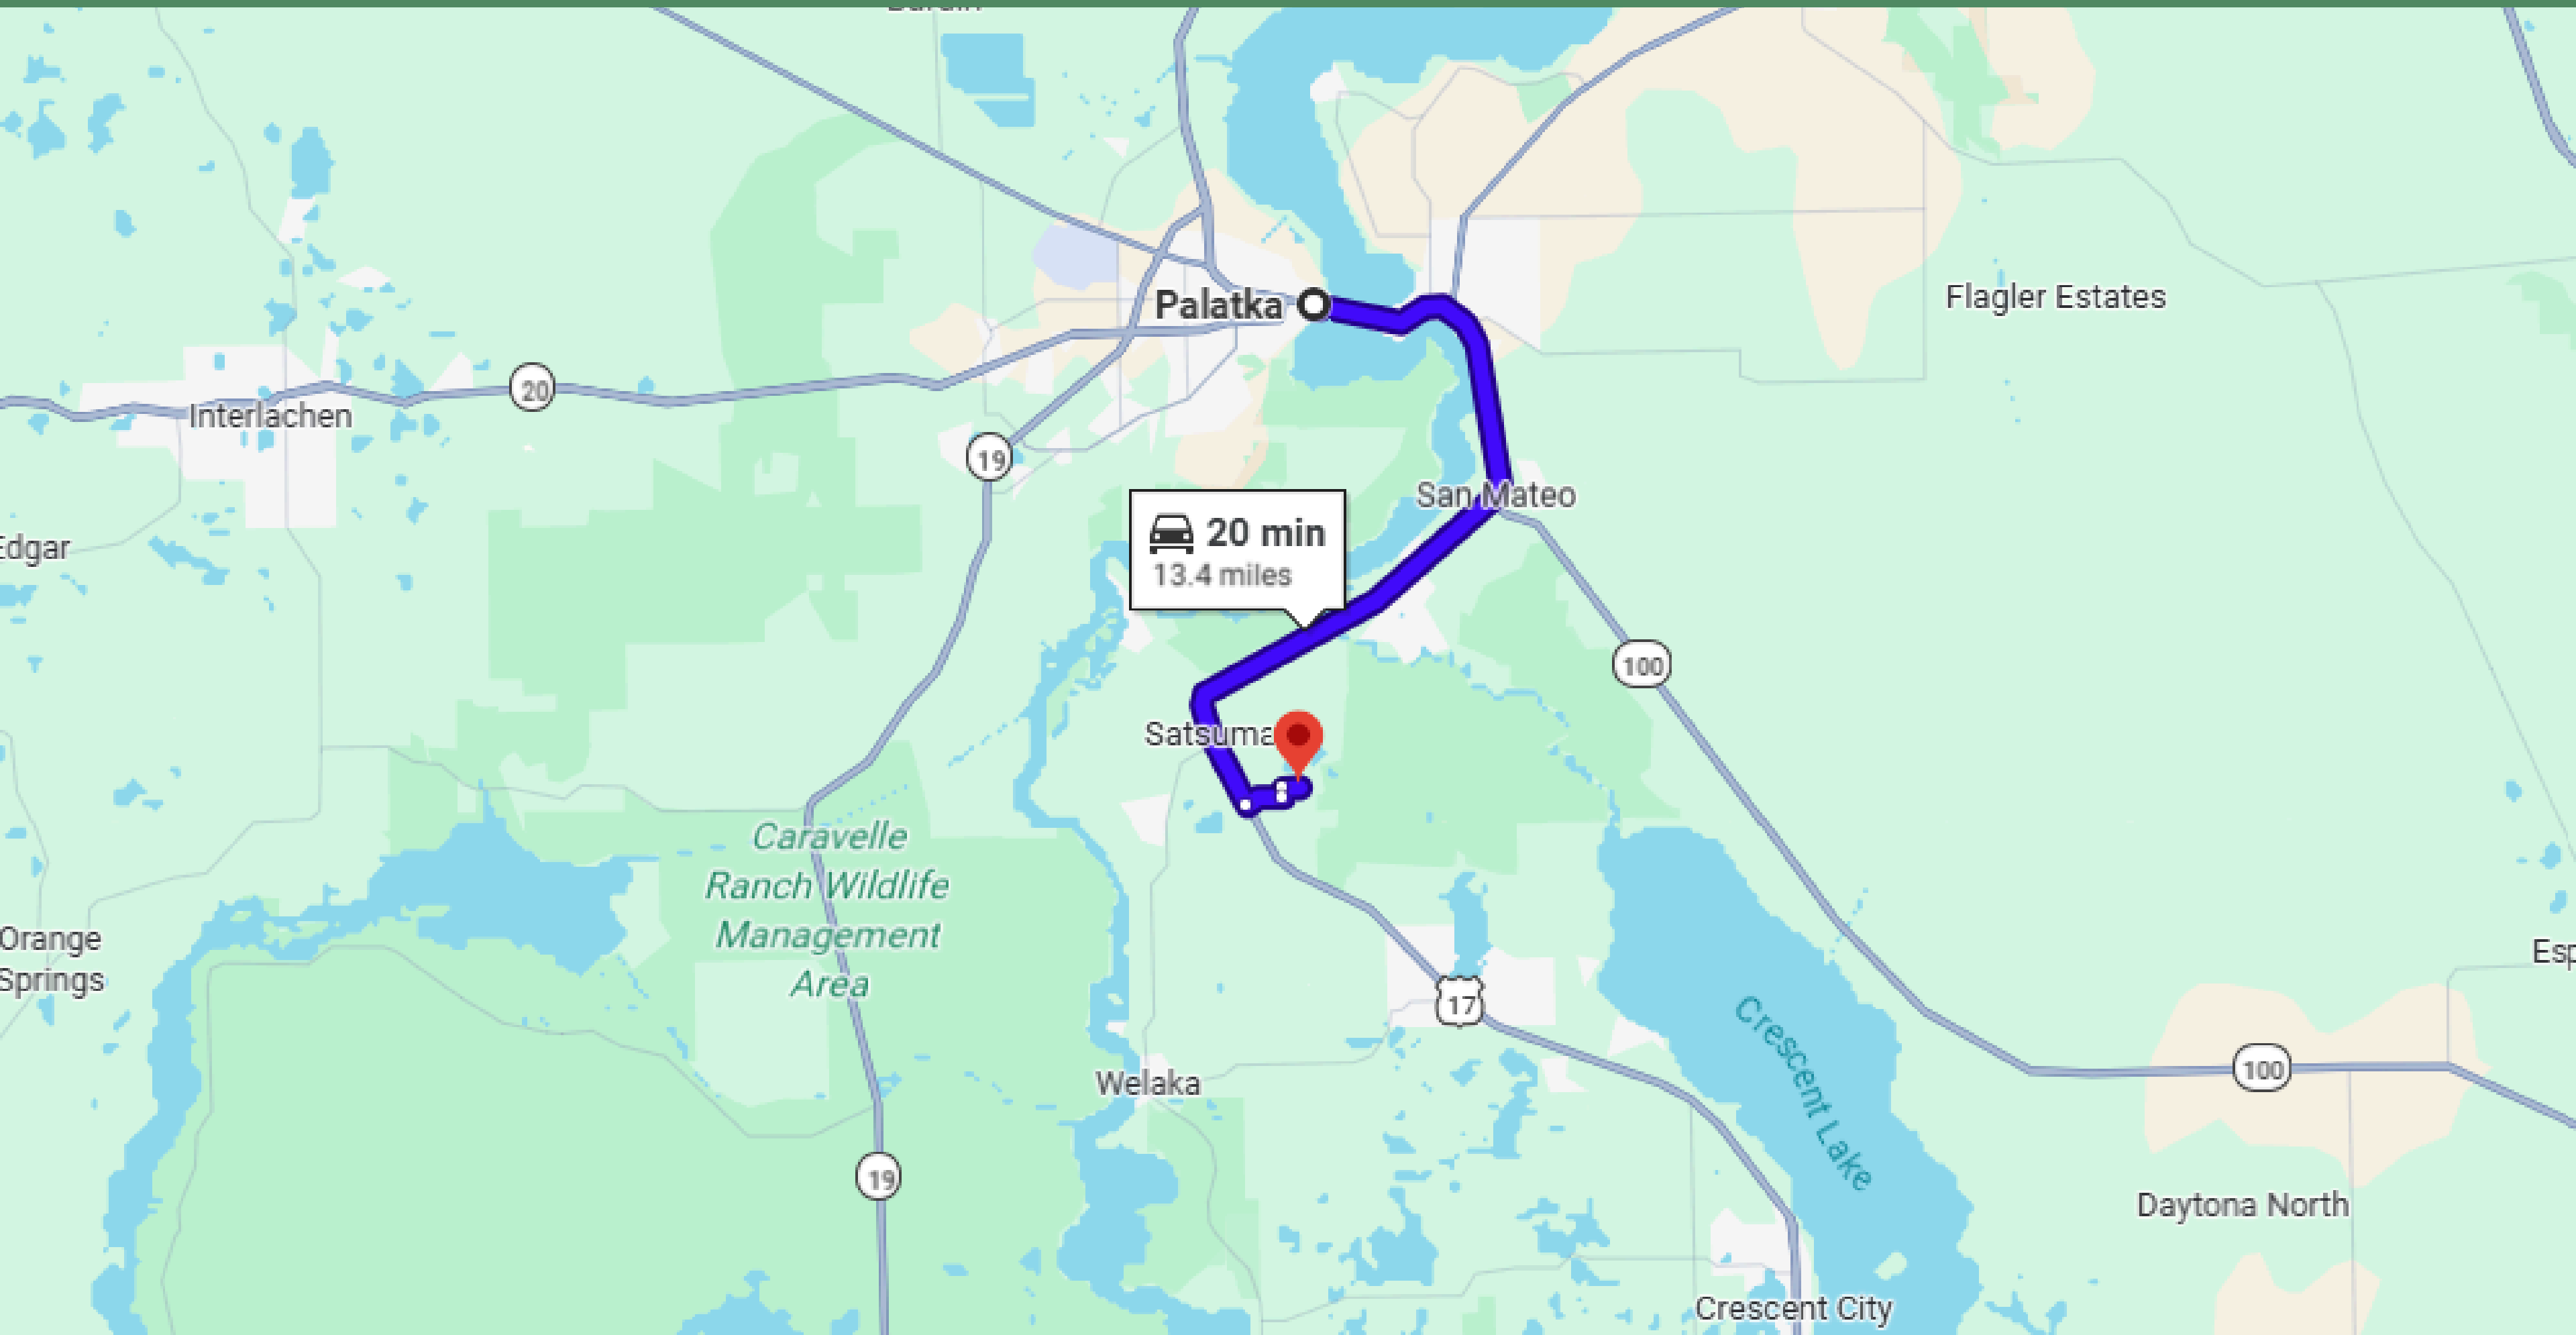 Palatka
Flagler Estates
20
Interlachen
19
San Mateo
20 min
13.4 miles
Edgar
100
Satsuma
Caravelle
Ranch Wildlife
Management
Area
Orange
Springs
17
Crescent Lake
100
Welaka
19
Daytona North
Crescent City